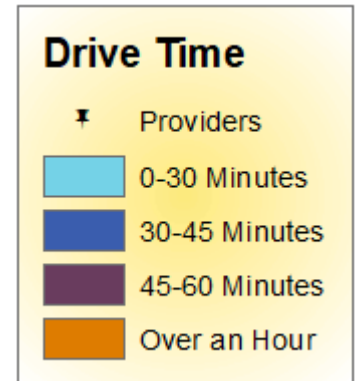 Drive Time
Providers
0-30 Minutes
30-45 Minutes
45-60 Minutes
Over an Hour